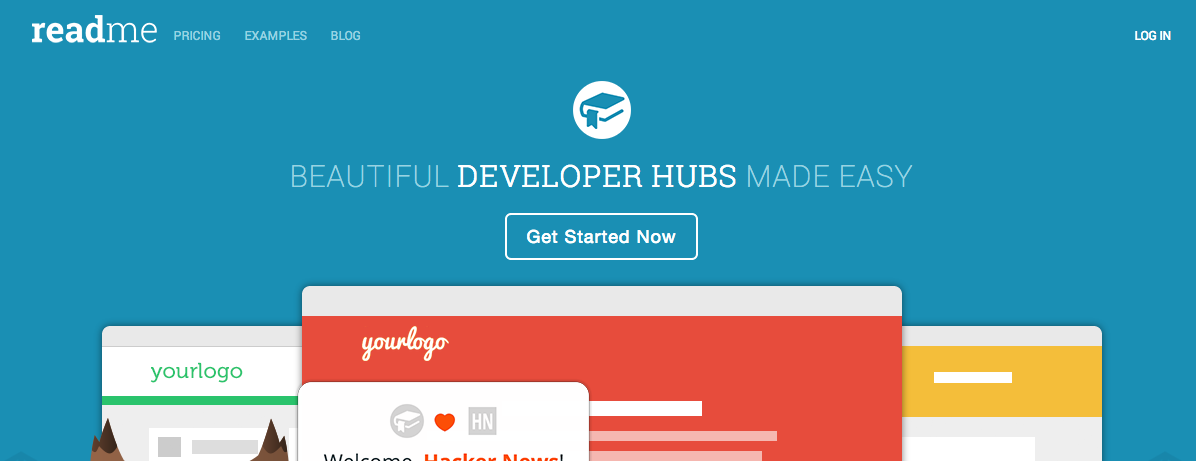 readme PRICING EXAMPLES BLOG LOG IN
BEAUTIFUL DEVELOPER HUBS MADE EASY
Get Started Now
yourlogo
yourlogo
HN
Welcome, Hacker News!